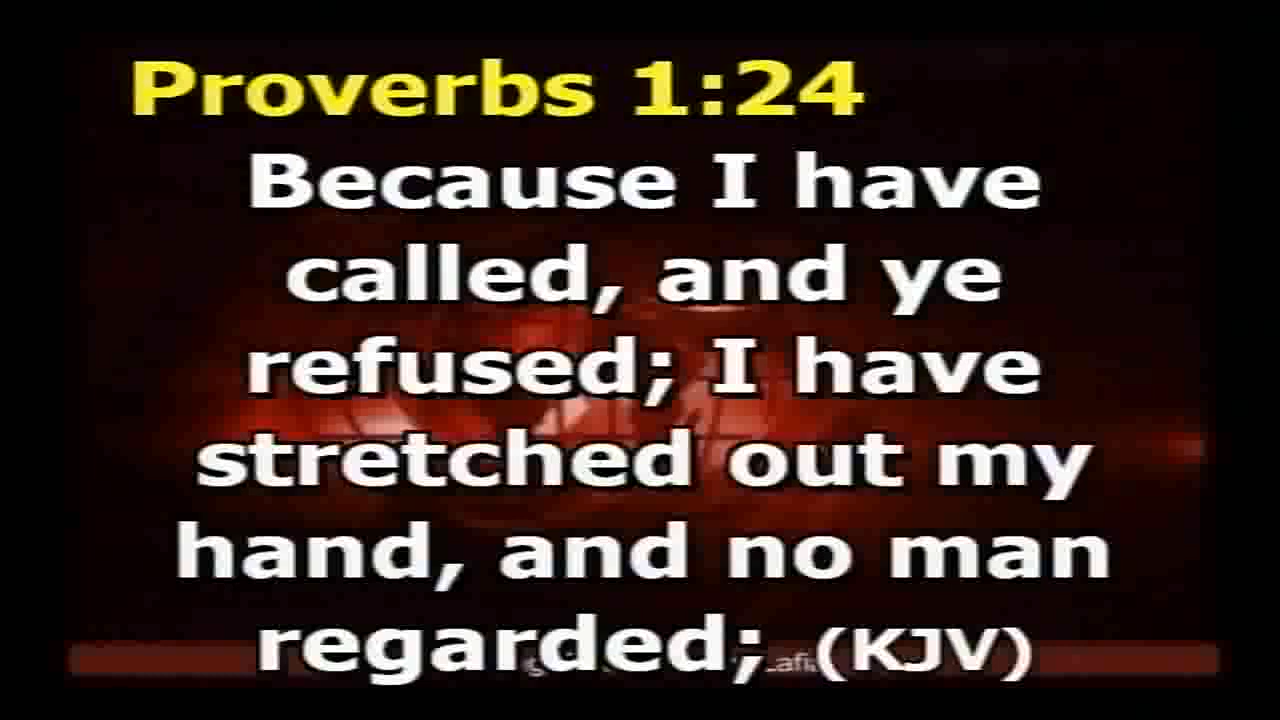 Proverbs 1:24
Because I have
called, and ye
refused; I have
stretched out my
hand, and no man
regarded; (KJV)